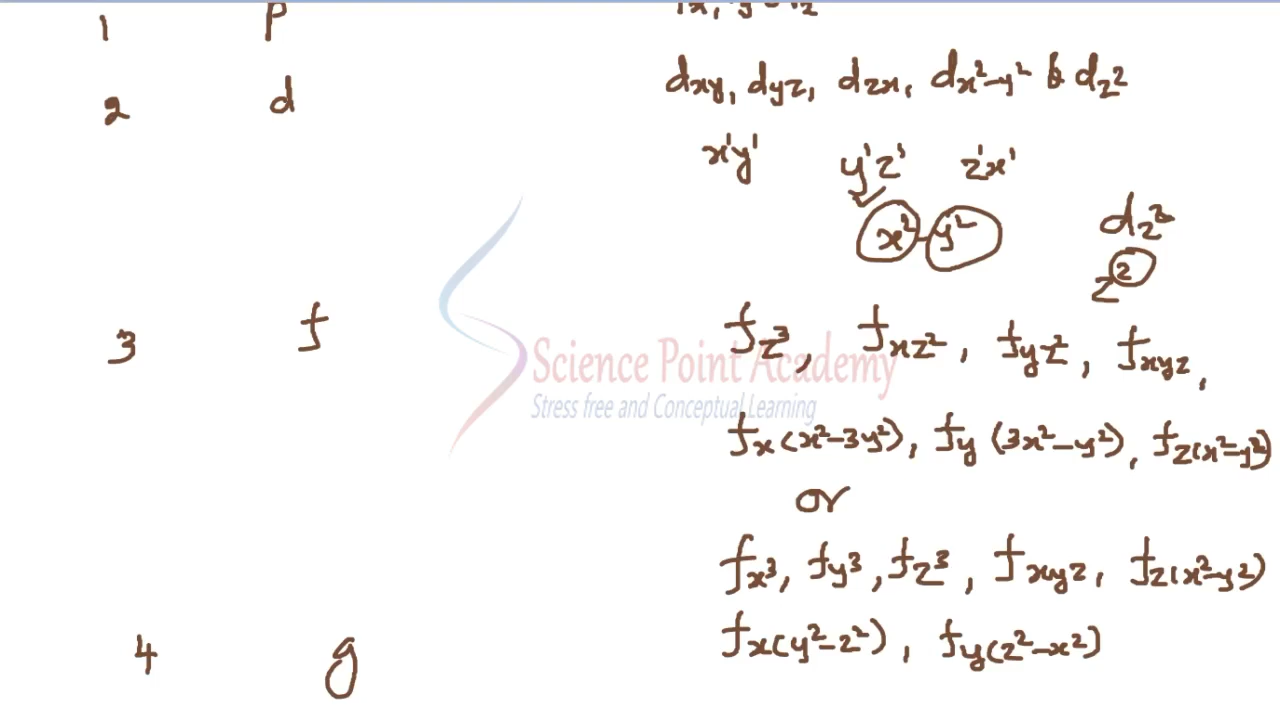 1 p
2 d dxy, dyz, dzx, dx²-y² & dz²
x¹y¹ y¹z¹ z¹x¹
x² - y² dz²
z²
3 f fz³, fxz², fyz², fxyz,
Science Point Academy
Stress free and Conceptual Learning
fx(x²-3y²), fy(3x²-y²), fz(x²-y²)
or
fx³, fy³, fz³, fxyz, fz(x²-y²)
4 g fx(y²-z²), fy(z²-x²)